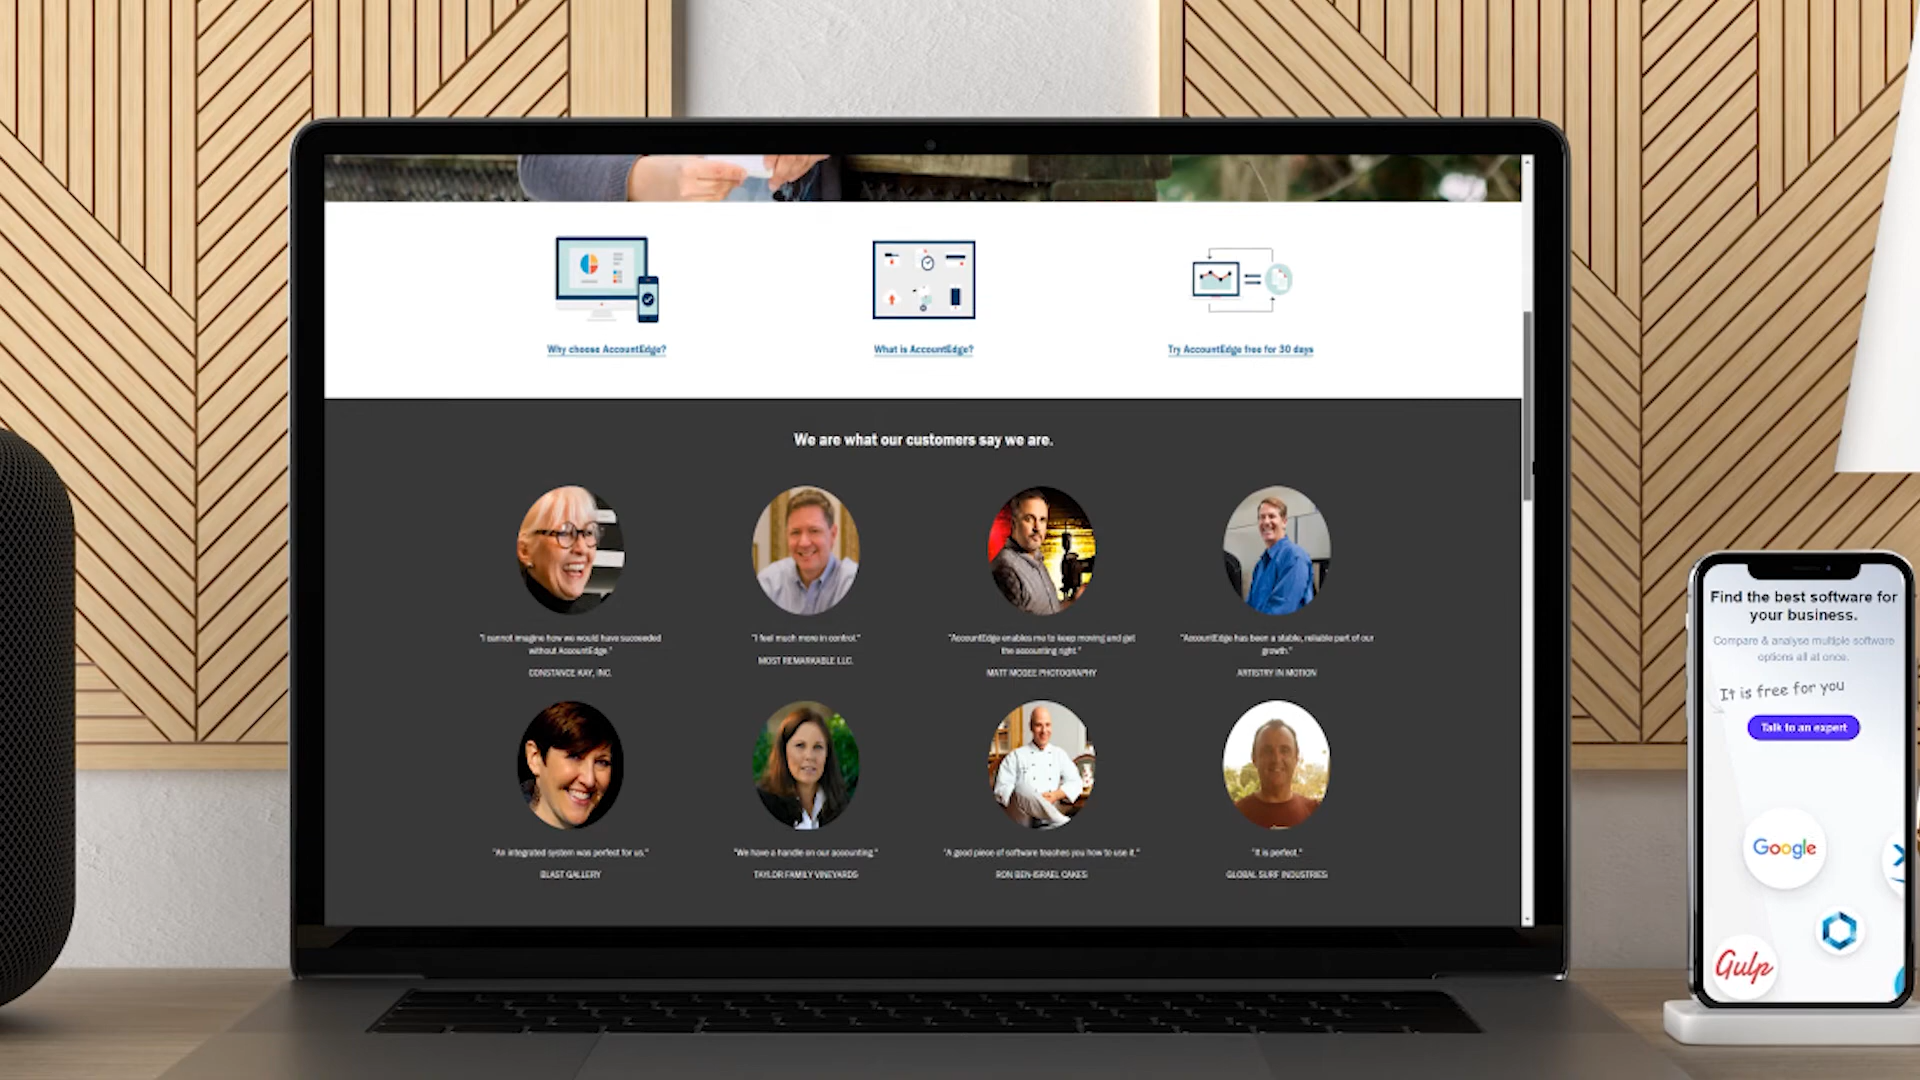 Why choose AccountEdge?
What is AccountEdge?
Try AccountEdge free for 30 days
We are what our customers say we are.
"I cannot imagine how we would have succeeded
without AccountEdge."
CONSTANCE KAY, INC.
"I feel much more in control."
MOST REMARKABLE LLC.
"AccountEdge enables me to keep moving and get
the accounting right."
MATT MCGEE PHOTOGRAPHY
"AccountEdge has been a stable, reliable part of our
growth."
ARTISTRY IN MOTION
"An integrated system was perfect for us."
BLAST GALLERY
"We have a handle on our accounting."
TAYLOR FAMILY VINEYARDS
"A good piece of software teaches you how to use it."
RON BEN-ISRAEL CAKES
"It is perfect."
GLOBAL SURF INDUSTRIES
Find the best software for
your business.
Compare & analyse multiple software
options all at once.
It is free for you
Talk to an expert
Google
Gulp